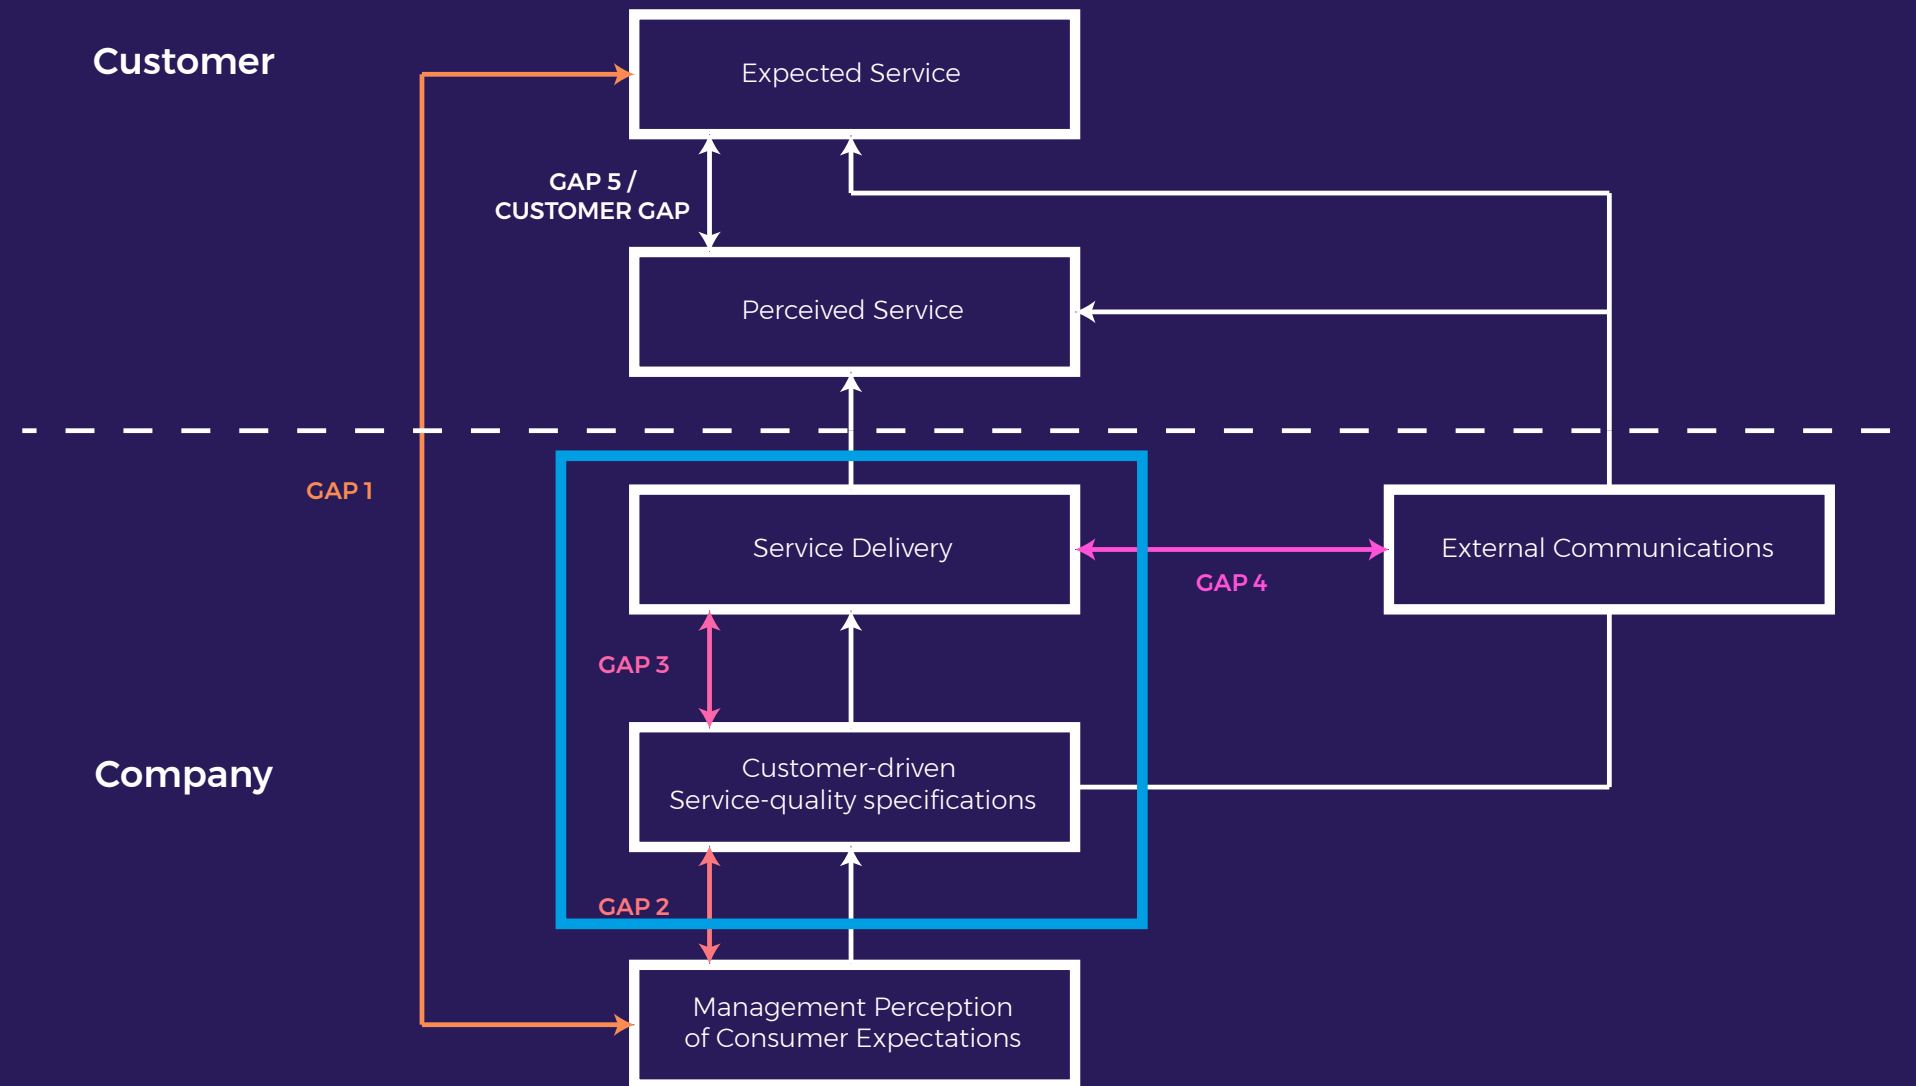 Customer
Expected Service
GAP 5 /
CUSTOMER GAP
Perceived Service
GAP 1
Service Delivery
External Communications
GAP 4
GAP 3
Company
Customer-driven
Service-quality specifications
GAP 2
Management Perception
of Consumer Expectations